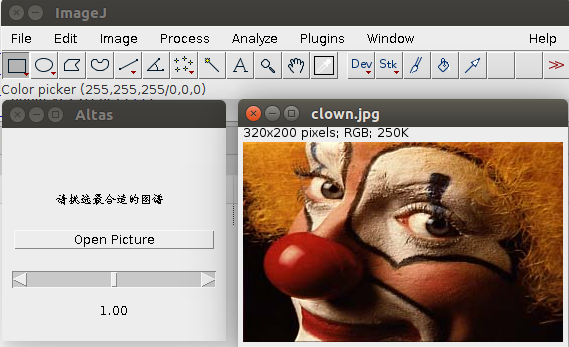 ImageJ
File Edit Image Process Analyze Plugins Window Help
A Dev Stk >>
Color picker (255,255,255/0,0,0)
Altas
请挑选最合适的图谱
Open Picture
1.00
clown.jpg
320x200 pixels; RGB; 250K